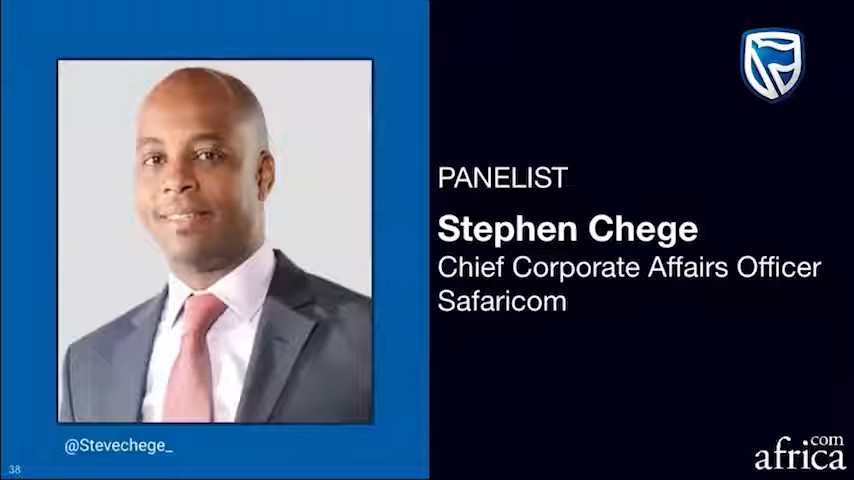 PANELIST
Stephen Chege
Chief Corporate Affairs Officer
Safaricom
@Stevechege_
38
africa.com